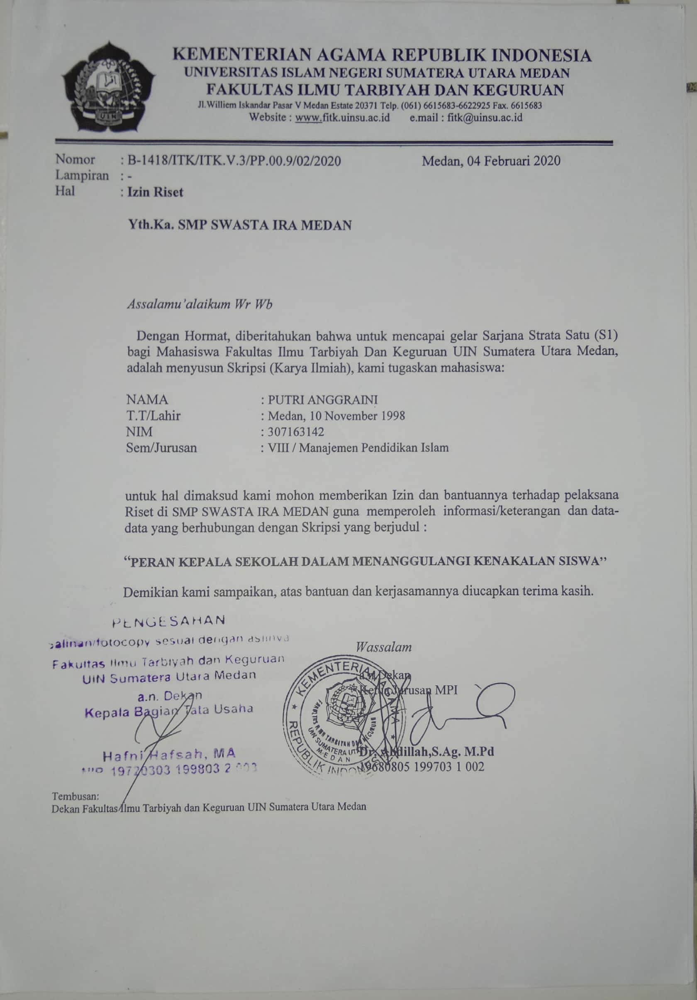 KEMENTERIAN AGAMA REPUBLIK INDONESIA
UNIVERSITAS ISLAM NEGERI SUMATERA UTARA MEDAN
FAKULTAS ILMU TARBIYAH DAN KEGURUAN
Jl.Williem Iskandar Pasar V Medan Estate 20371 Telp. (061) 6615683-6622925 Fax. 6615683
Website : www.fitk.uinsu.ac.id e.mail : fitk@uinsu.ac.id
UIN
Nomor : B-1418/ITK/ITK.V.3/PP.00.9/02/2020 Medan, 04 Februari 2020
Lampiran : -
Hal : Izin Riset
Yth.Ka. SMP SWASTA IRA MEDAN
Assalamu'alaikum Wr Wb
Dengan Hormat, diberitahukan bahwa untuk mencapai gelar Sarjana Strata Satu (S1)
bagi Mahasiswa Fakultas Ilmu Tarbiyah Dan Keguruan UIN Sumatera Utara Medan,
adalah menyusun Skripsi (Karya Ilmiah), kami tugaskan mahasiswa:
NAMA : PUTRI ANGGRAINI
T.T/Lahir : Medan, 10 November 1998
NIM : 307163142
Sem/Jurusan : VIII / Manajemen Pendidikan Islam
untuk hal dimaksud kami mohon memberikan Izin dan bantuannya terhadap pelaksana
Riset di SMP SWASTA IRA MEDAN guna memperoleh informasi/keterangan dan data-
data yang berhubungan dengan Skripsi yang berjudul :
“PERAN KEPALA SEKOLAH DALAM MENANGGULANGI KENAKALAN SISWA”
Demikian kami sampaikan, atas bantuan dan kerjasamannya diucapkan terima kasih.
PENGESAHAN
salinan/fotocopy sesuai dengan aslinya
Fakultas Ilmu Tarbiyah dan Keguruan
UIN Sumatera Utara Medan
a.n. Dekan
Kepala Bagian Tata Usaha
Hafni Hafsah, MA
NIP 19720303 199803 2
Wassalam
a.n Dekan
Ketua Jurusan MPI
KEMENTERIAN AGAMA
REPUBLIK INDONESIA
FAKULTAS ILMU TARBIYAH DAN KEGURUAN
UIN SUMATERA UTARA
MEDAN
Dr. Abdillah,S.Ag. M.Pd
19680805 199703 1 002
Tembusan:
Dekan Fakultas Ilmu Tarbiyah dan Keguruan UIN Sumatera Utara Medan